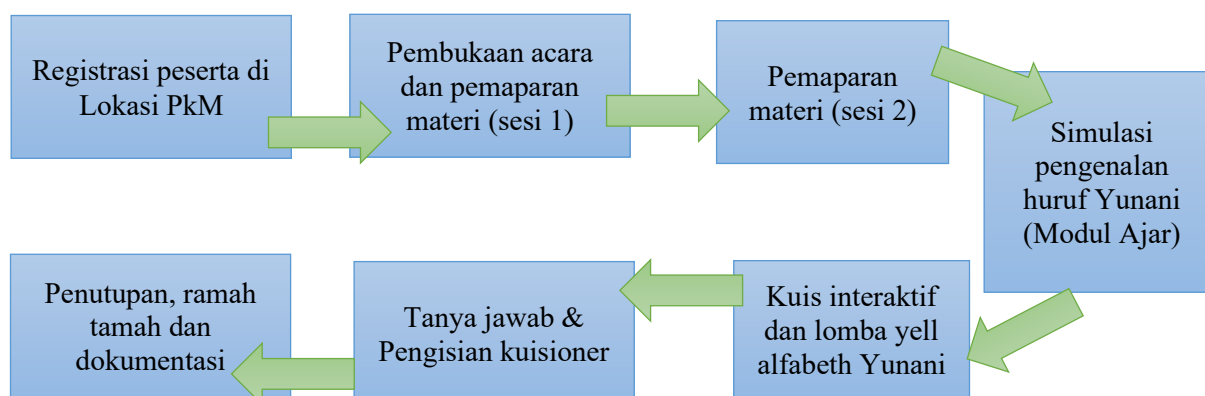 Registrasi peserta di
Lokasi PkM
Pembukaan acara
dan pemaparan
materi (sesi 1)
Pemaparan
materi (sesi 2)
Simulasi
pengenalan
huruf Yunani
(Modul Ajar)
Kuis interaktif
dan lomba yell
alfabeth Yunani
Tanya jawab &
Pengisian kuisioner
Penutupan, ramah
tamah dan
dokumentasi